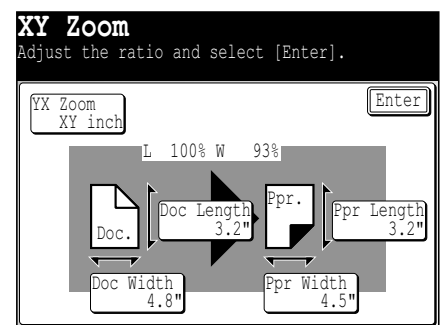 XY Zoom
Adjust the ratio and select [Enter].
YX Zoom
XY inch
Enter
L 100% W 93%
Doc.
Doc Length
3.2"
Ppr.
Ppr Length
3.2"
Doc Width
4.8"
Ppr Width
4.5"